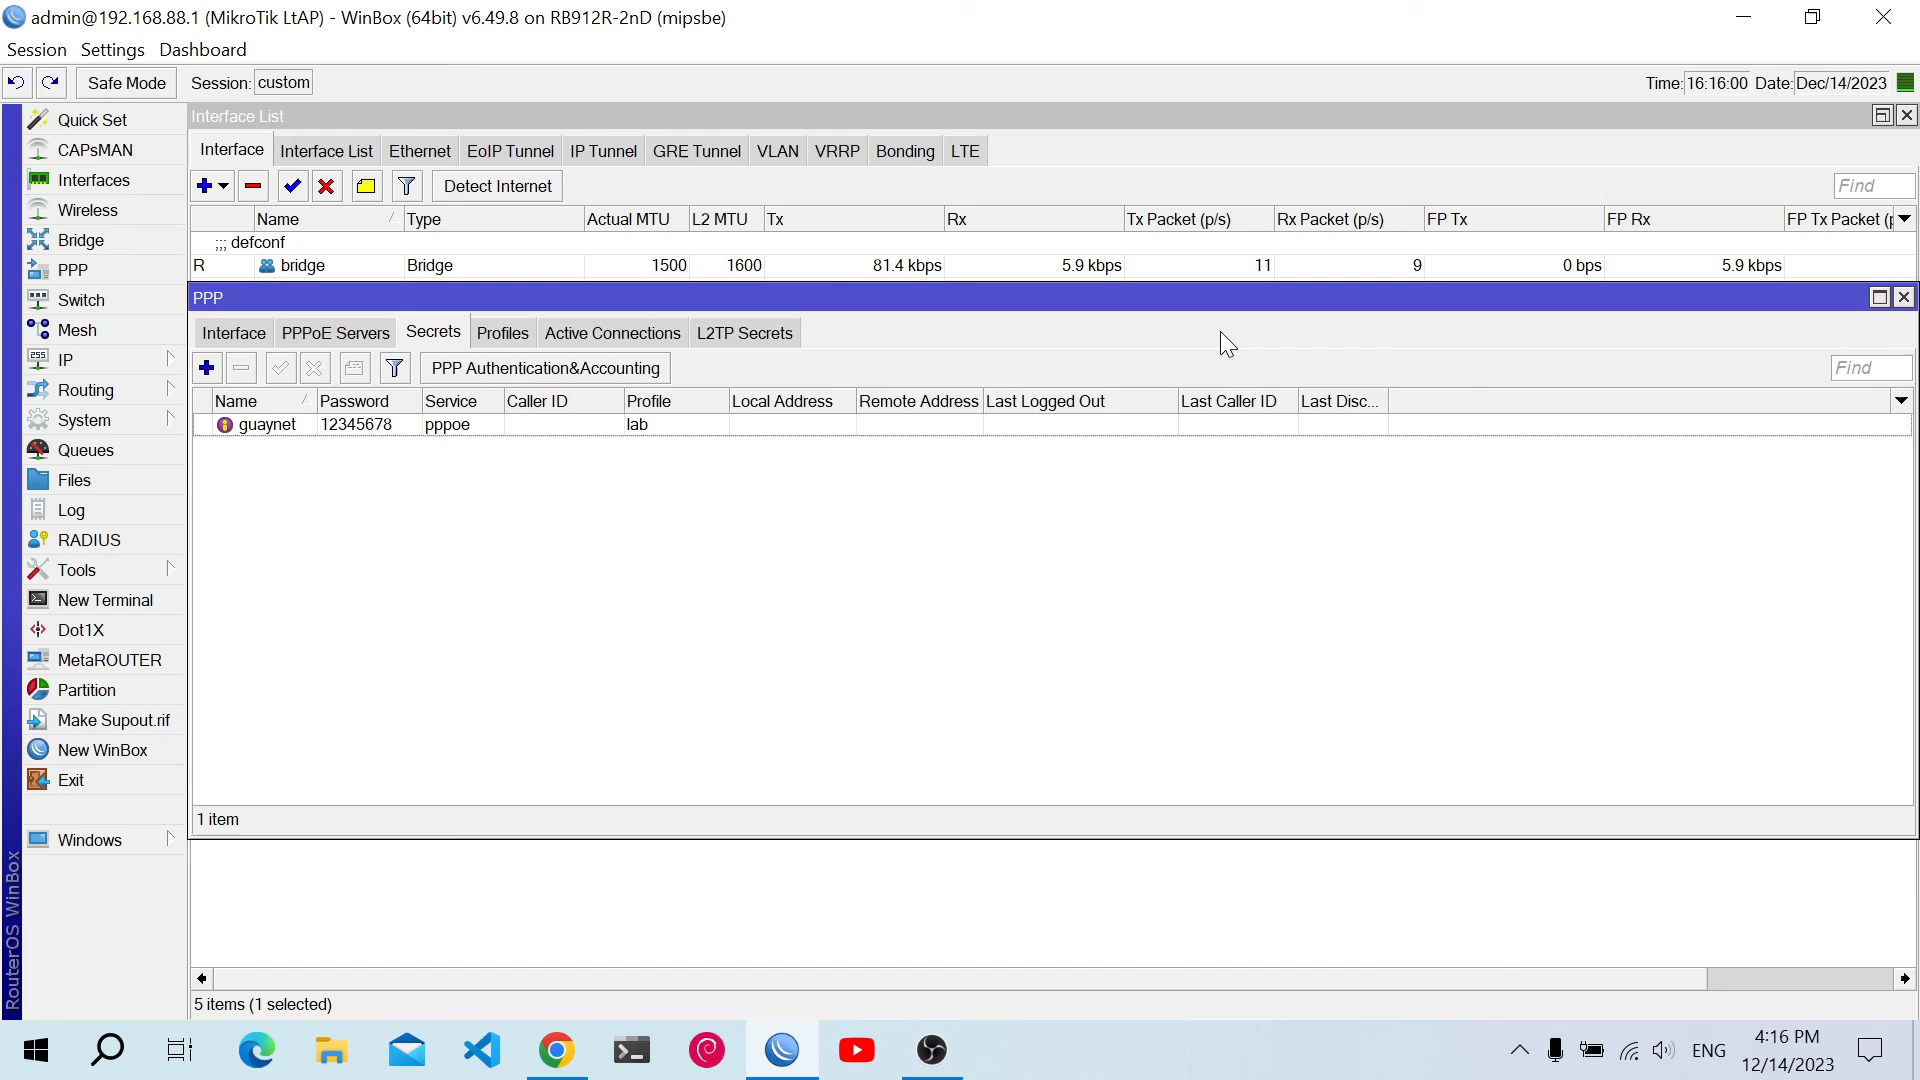 admin@192.168.88.1 (MikroTik LtAP) - WinBox (64bit) v6.49.8 on RB912R-2nD (mipsbe)
Session Settings Dashboard
Safe Mode Session: custom Time: 16:16:00 Date: Dec/14/2023
Quick Set
CAPsMAN
Interfaces
Wireless
Bridge
PPP
Switch
Mesh
IP
Routing
System
Queues
Files
Log
RADIUS
Tools
New Terminal
Dot1X
MetaROUTER
Partition
Make Supout.rif
New WinBox
Exit
Windows
RouterOS WinBox
Interface List
Interface Interface List Ethernet EoIP Tunnel IP Tunnel GRE Tunnel VLAN VRRP Bonding LTE
Detect Internet Find
Name Type Actual MTU L2 MTU Tx Rx Tx Packet (p/s) Rx Packet (p/s) FP Tx FP Rx FP Tx Packet (p
;;; defconf
R bridge Bridge 1500 1600 81.4 kbps 5.9 kbps 11 9 0 bps 5.9 kbps
PPP
Interface PPPoE Servers Secrets Profiles Active Connections L2TP Secrets
PPP Authentication&Accounting Find
Name Password Service Caller ID Profile Local Address Remote Address Last Logged Out Last Caller ID Last Disc...
guaynet 12345678 pppoe lab
1 item
5 items (1 selected)
ENG
4:16 PM
12/14/2023